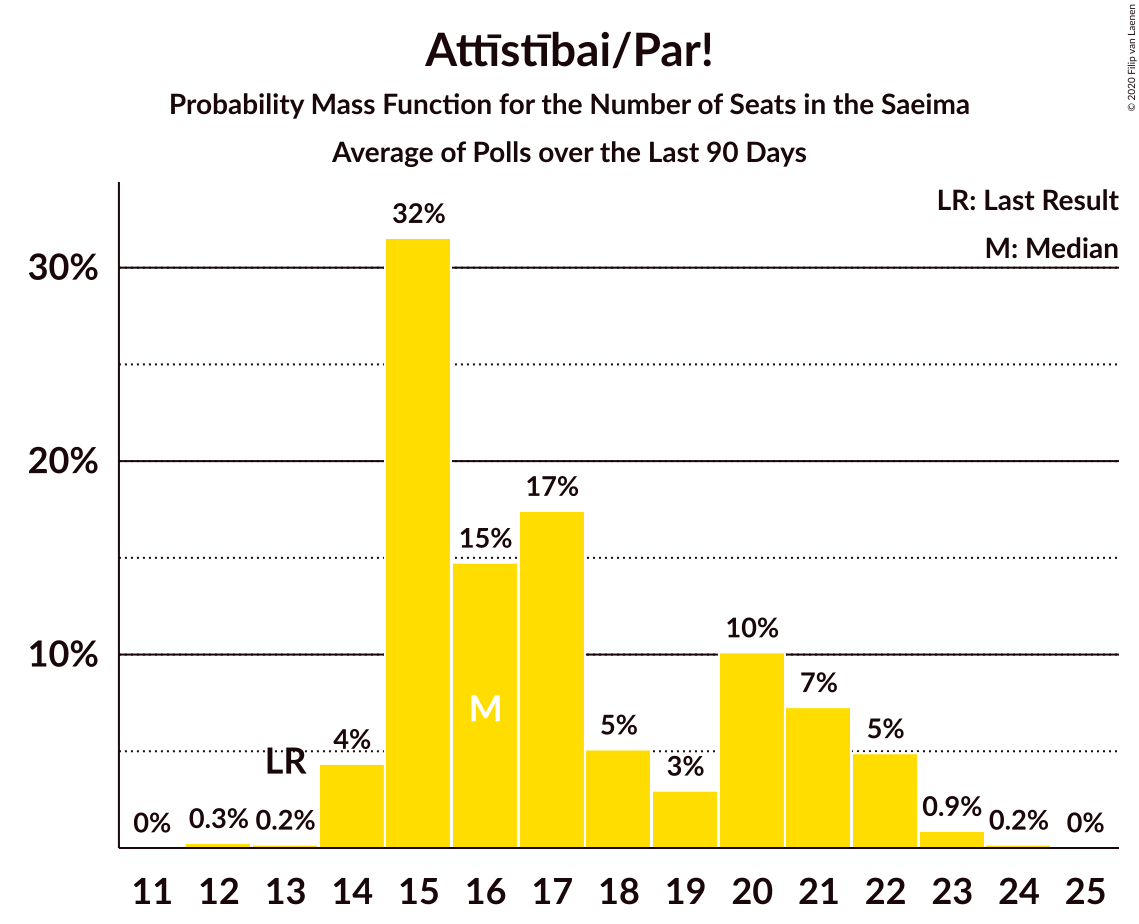 Attīstībai/Par!
Probability Mass Function for the Number of Seats in the Saeima
Average of Polls over the Last 90 Days
© 2020 Filip van Laenen
LR: Last Result
M: Median
30%
20%
10%
0%
0.3%
0.2%
LR
4%
32%
15%
M
17%
5%
3%
10%
7%
5%
0.9%
0.2%
0%
11 12 13 14 15 16 17 18 19 20 21 22 23 24 25